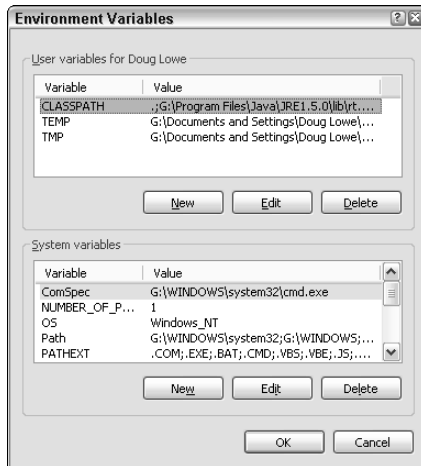 Environment Variables
User variables for Doug Lowe
Variable Value
CLASSPATH .;G:\Program Files\Java\JRE1.5.0\lib\rt....
TEMP G:\Documents and Settings\Doug Lowe\...
TMP G:\Documents and Settings\Doug Lowe\...
New Edit Delete
System variables
Variable Value
ComSpec G:\WINDOWS\system32\cmd.exe
NUMBER_OF_P... 1
OS Windows_NT
Path G:\WINDOWS\system32;G:\WINDOWS;...
PATHEXT .COM;.EXE;.BAT;.CMD;.VBS;.VBE;.JS;....
New Edit Delete
OK Cancel